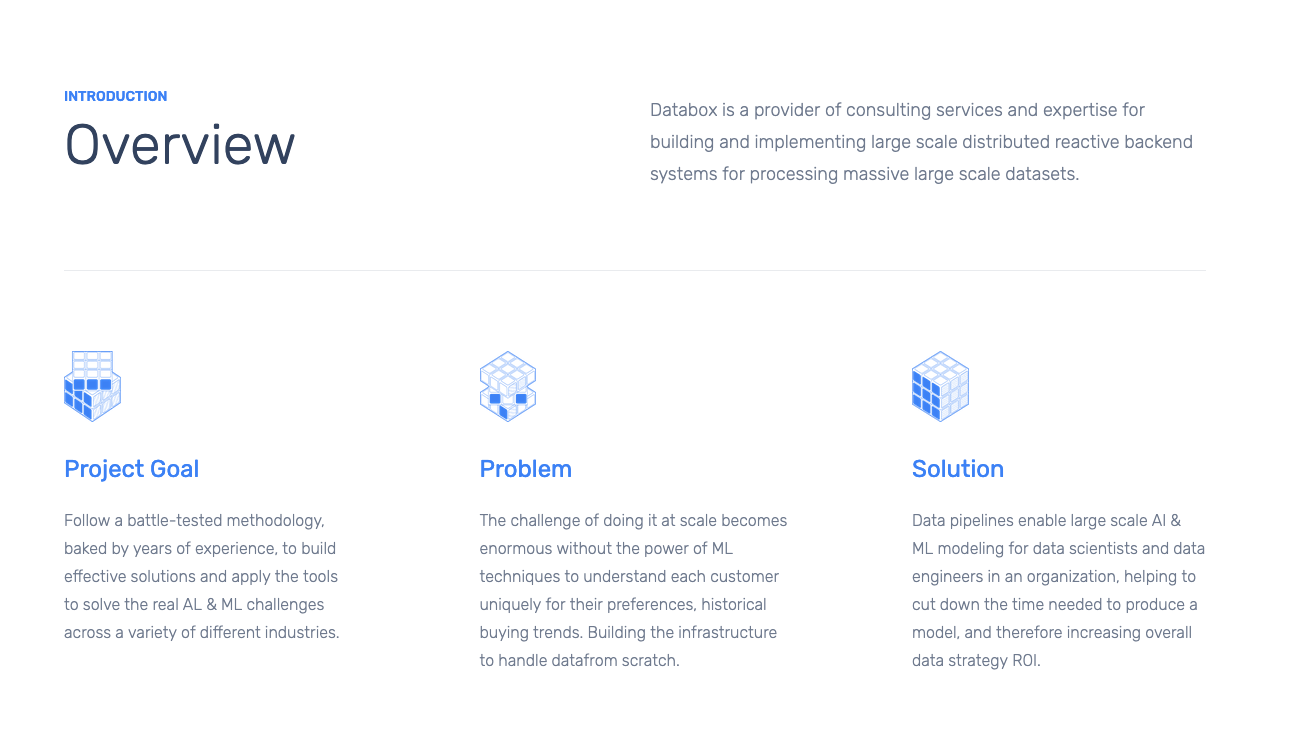 INTRODUCTION
Overview
Databox is a provider of consulting services and expertise for
building and implementing large scale distributed reactive backend
systems for processing massive large scale datasets.
Project Goal
Follow a battle-tested methodology,
baked by years of experience, to build
effective solutions and apply the tools
to solve the real AL & ML challenges
across a variety of different industries.
Problem
The challenge of doing it at scale becomes
enormous without the power of ML
techniques to understand each customer
uniquely for their preferences, historical
buying trends. Building the infrastructure
to handle datafrom scratch.
Solution
Data pipelines enable large scale AI &
ML modeling for data scientists and data
engineers in an organization, helping to
cut down the time needed to produce a
model, and therefore increasing overall
data strategy ROI.